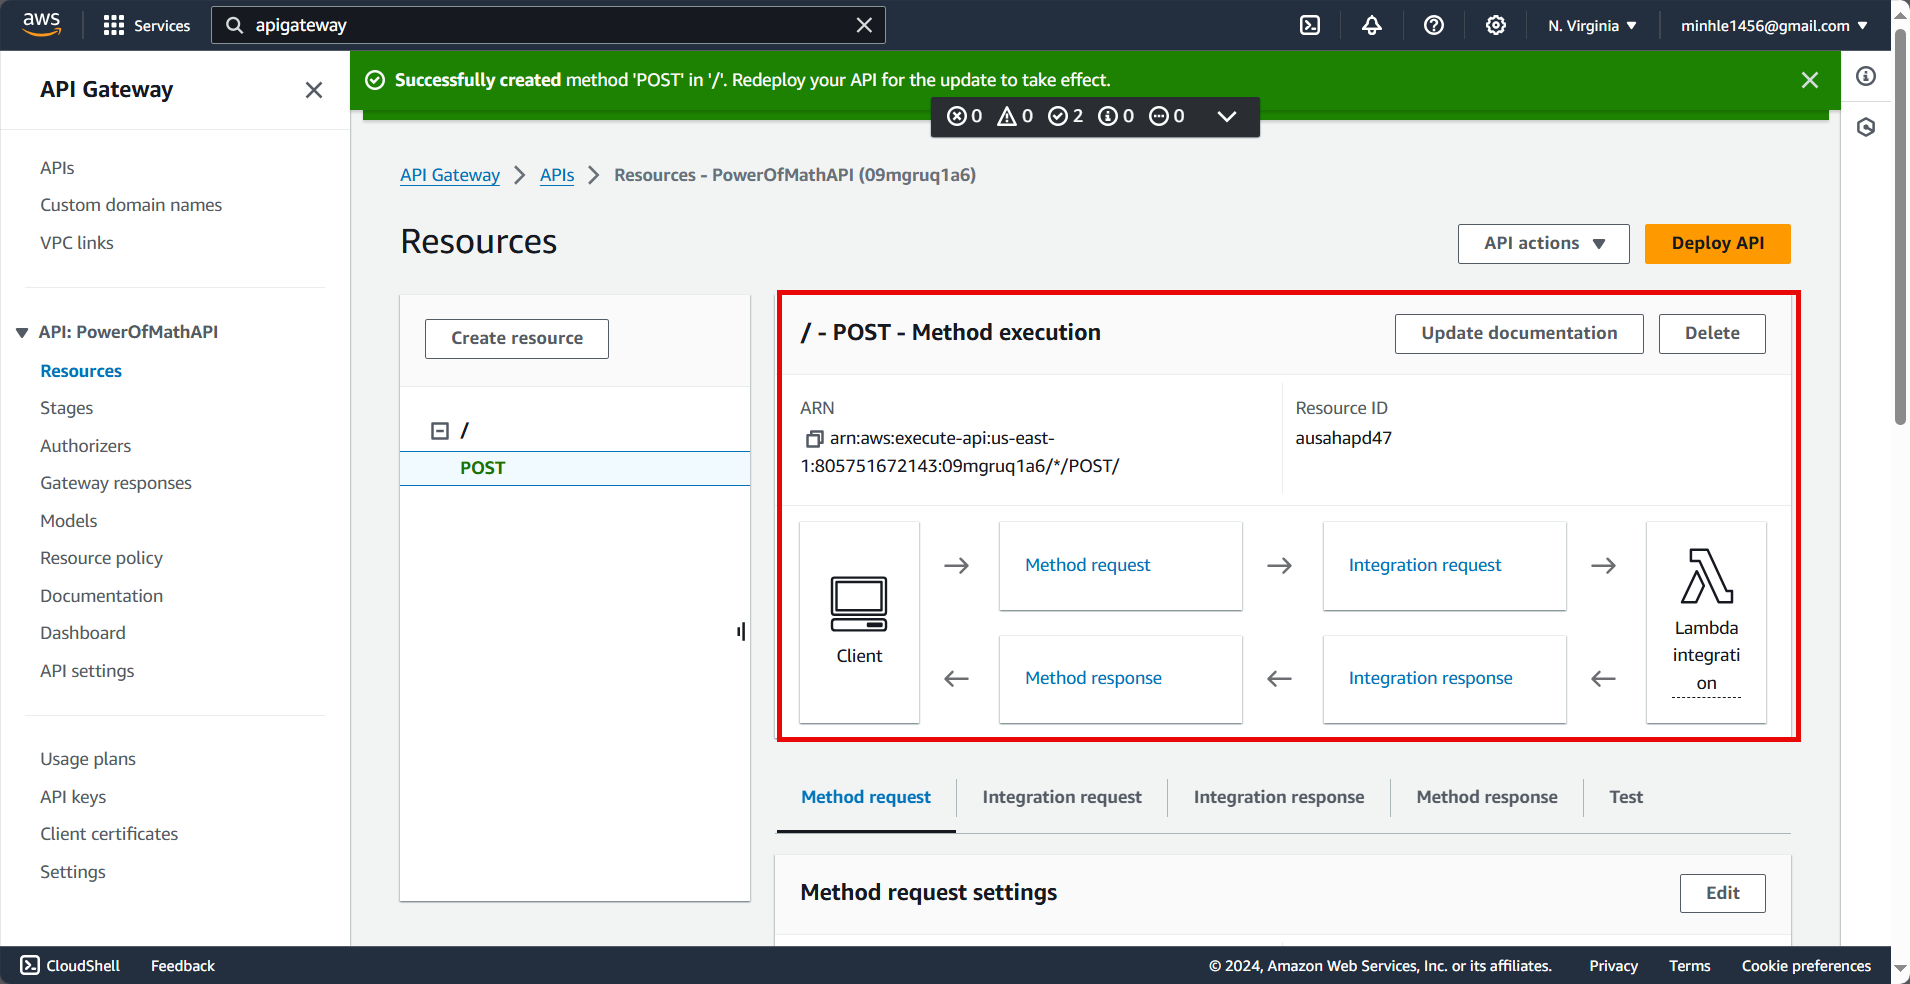 aws
Services
apigateway
N. Virginia
minhle1456@gmail.com
API Gateway
Successfully created method 'POST' in '/'. Redeploy your API for the update to take effect.
0 0 2 0 0
APIs
Custom domain names
VPC links
API: PowerOfMathAPI
Resources
Stages
Authorizers
Gateway responses
Models
Resource policy
Documentation
Dashboard
API settings
Usage plans
API keys
Client certificates
Settings
API Gateway > APIs > Resources - PowerOfMathAPI (09mgruq1a6)
Resources
API actions
Deploy API
Create resource
/
POST
/ - POST - Method execution
Update documentation
Delete
ARN
arn:aws:execute-api:us-east-
1:805751672143:09mgruq1a6/*/POST/
Resource ID
ausahapd47
Client
Method request
Integration request
Method response
Integration response
Lambda
integrati
on
Method request
Integration request
Integration response
Method response
Test
Method request settings
Edit
CloudShell
Feedback
© 2024, Amazon Web Services, Inc. or its affiliates.
Privacy
Terms
Cookie preferences